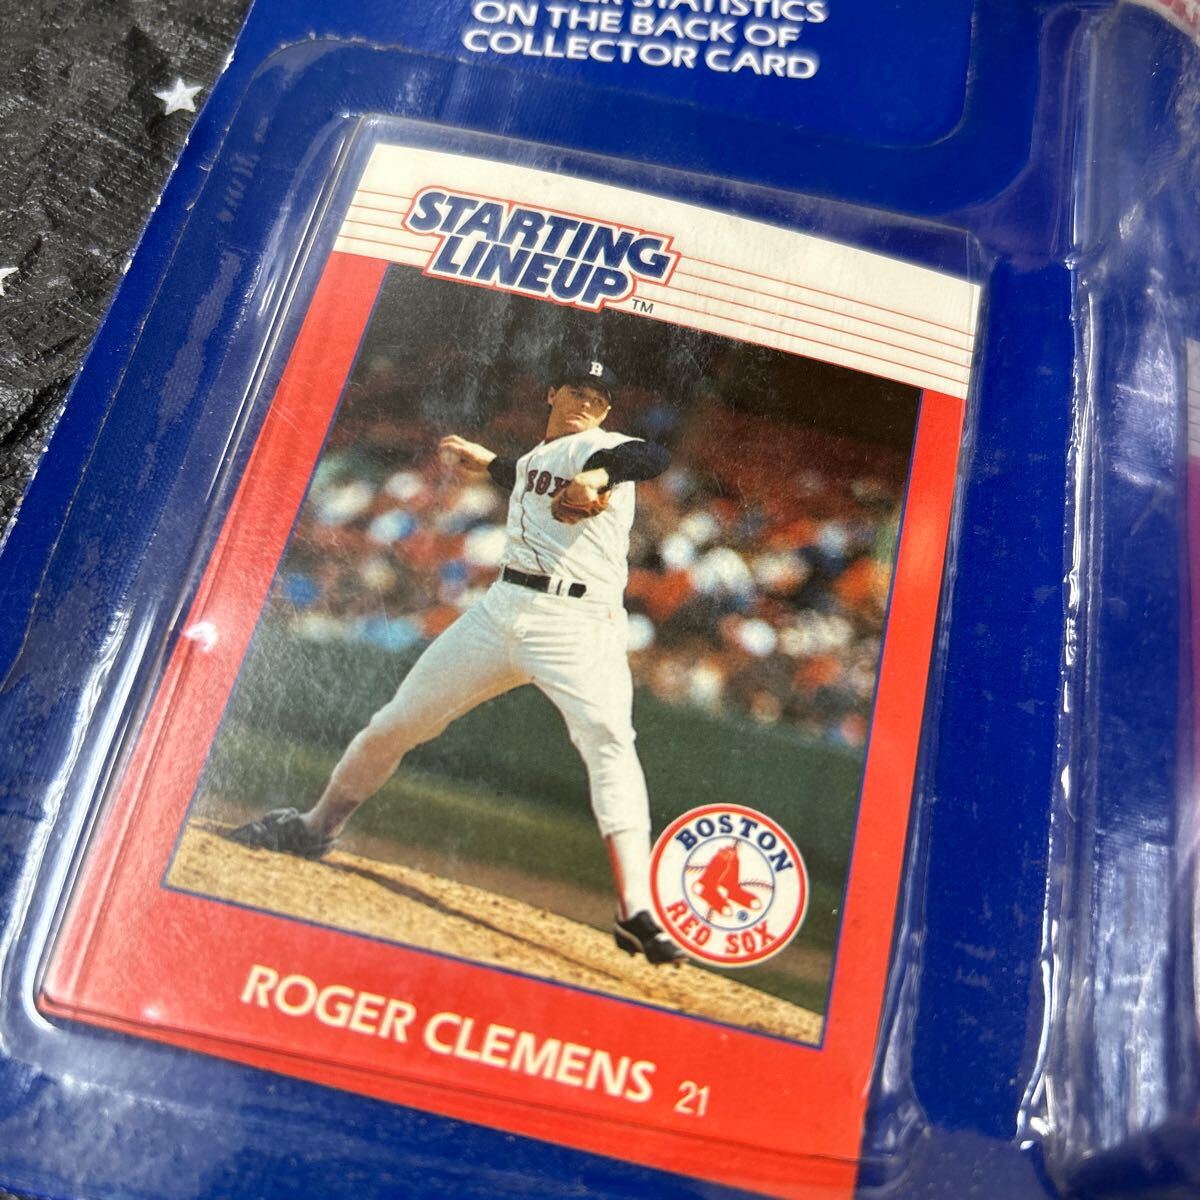 STATISTICS
ON THE BACK OF
COLLECTOR CARD
STARTING
LINEUP TM
B
SOX
BOSTON
RED SOX
®
ROGER CLEMENS 21